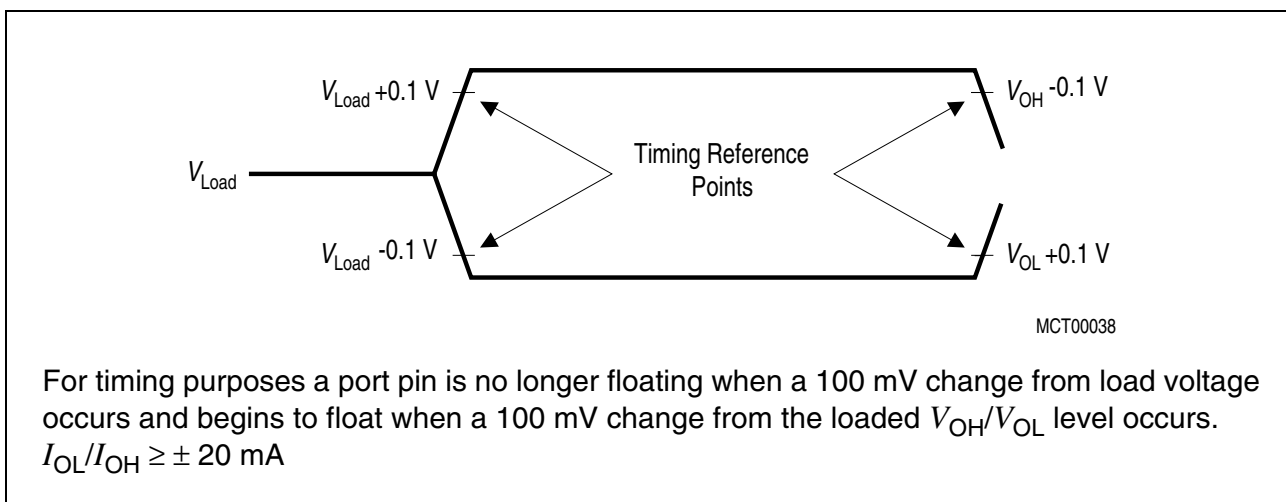 V_Load +0.1 V
V_OH -0.1 V
V_Load
Timing Reference
Points
V_Load -0.1 V
V_OL +0.1 V
MCT00038
For timing purposes a port pin is no longer floating when a 100 mV change from load voltage
occurs and begins to float when a 100 mV change from the loaded V_OH/V_OL level occurs.
I_OL/I_OH ≥ ± 20 mA